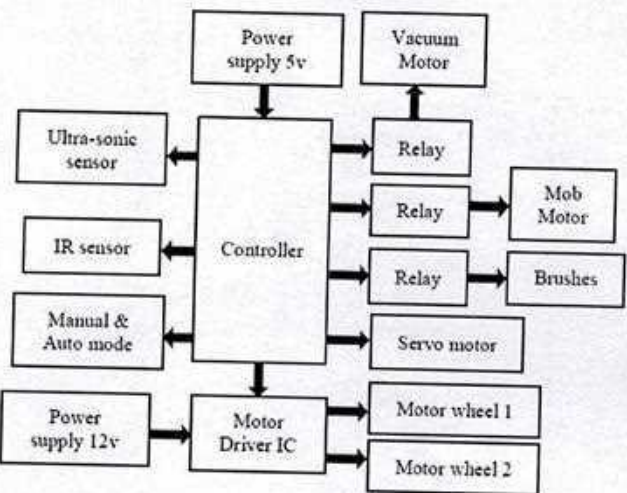 Power
supply 5v
Vacuum
Motor
Ultra-sonic
sensor
Relay
Relay
Mob
Motor
IR sensor
Controller
Relay
Brushes
Manual &
Auto mode
Servo motor
Power
supply 12v
Motor
Driver IC
Motor wheel 1
Motor wheel 2